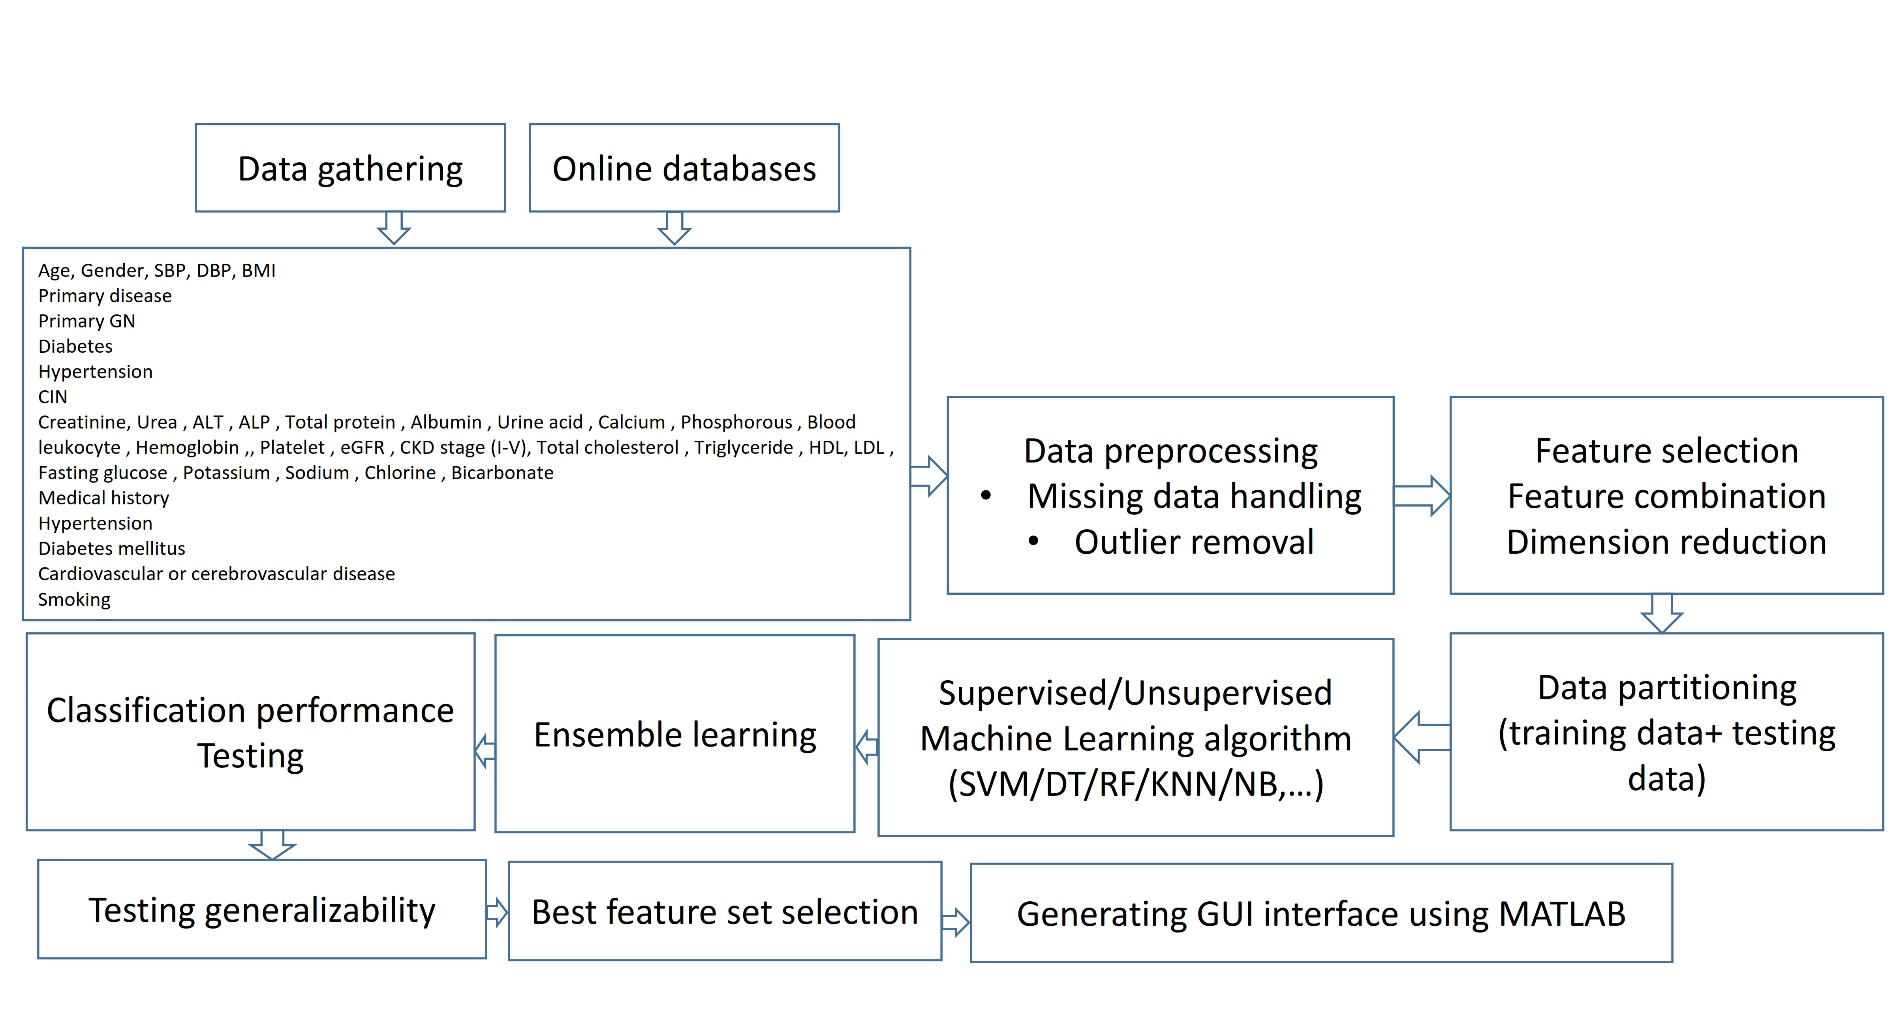 Data gathering
Online databases
Age, Gender, SBP, DBP, BMI
Primary disease
Primary GN
Diabetes
Hypertension
CIN
Creatinine, Urea , ALT , ALP , Total protein , Albumin , Urine acid , Calcium , Phosphorous , Blood
leukocyte , Hemoglobin ,, Platelet , eGFR , CKD stage (I-V), Total cholesterol , Triglyceride , HDL, LDL ,
Fasting glucose , Potassium , Sodium , Chlorine , Bicarbonate
Medical history
Hypertension
Diabetes mellitus
Cardiovascular or cerebrovascular disease
Smoking
Data preprocessing
• Missing data handling
• Outlier removal
Feature selection
Feature combination
Dimension reduction
Data partitioning
(training data+ testing
data)
Supervised/Unsupervised
Machine Learning algorithm
(SVM/DT/RF/KNN/NB,...)
Ensemble learning
Classification performance
Testing
Testing generalizability
Best feature set selection
Generating GUI interface using MATLAB